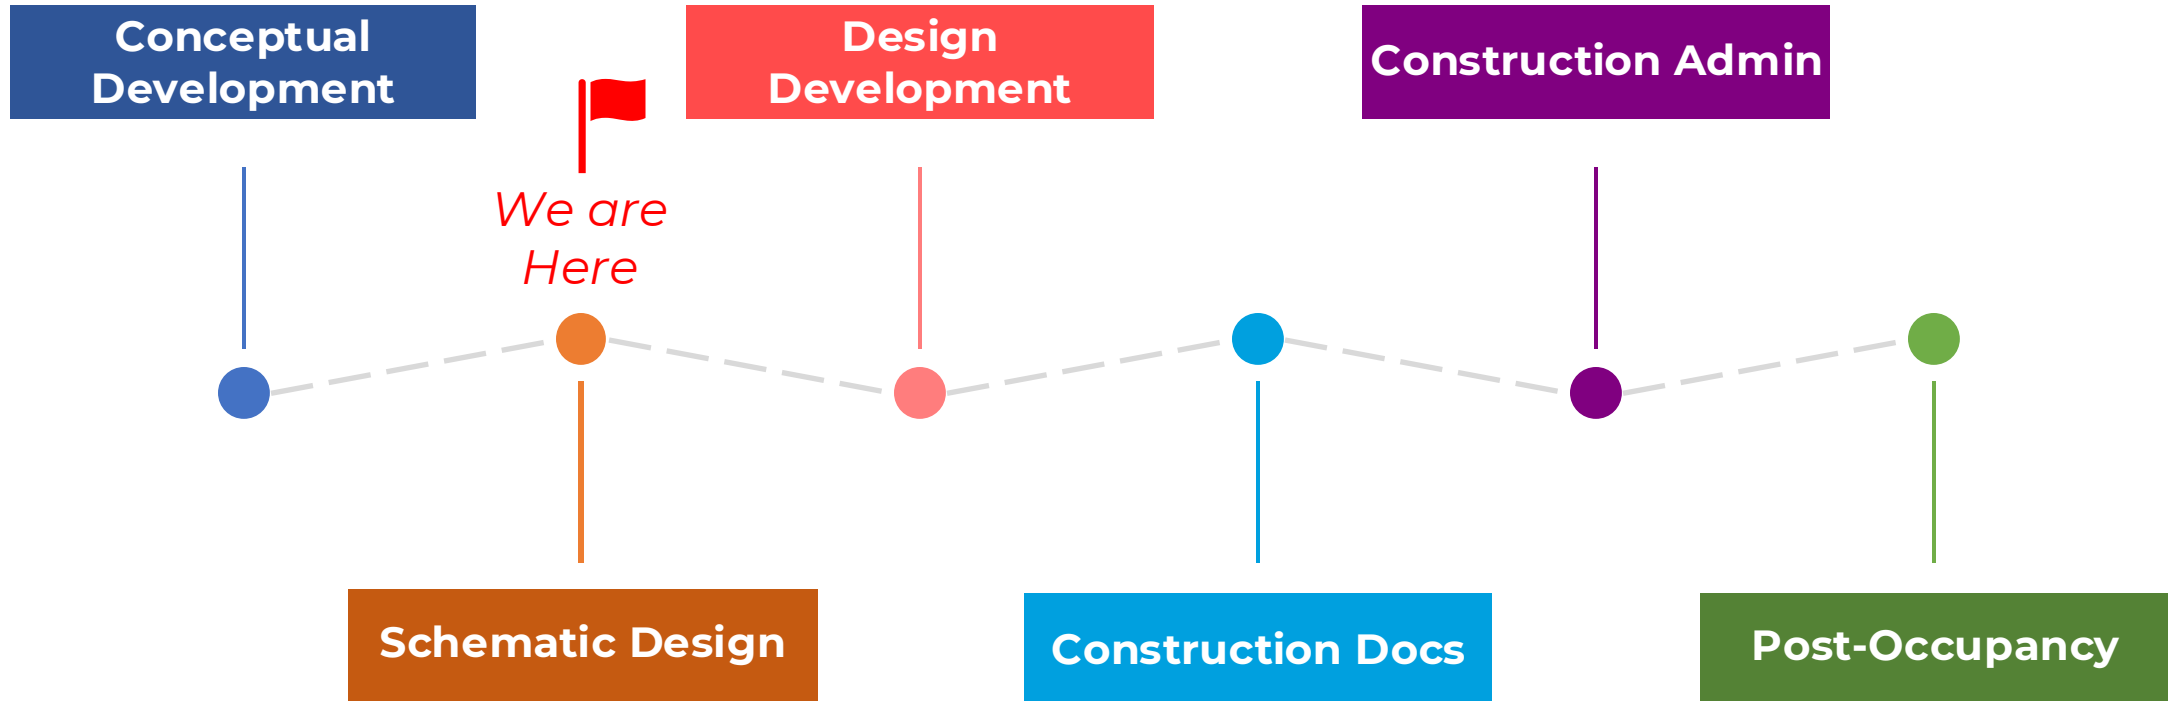 Conceptual
Development
We are
Here
Design
Development
Construction Admin
Schematic Design
Construction Docs
Post-Occupancy